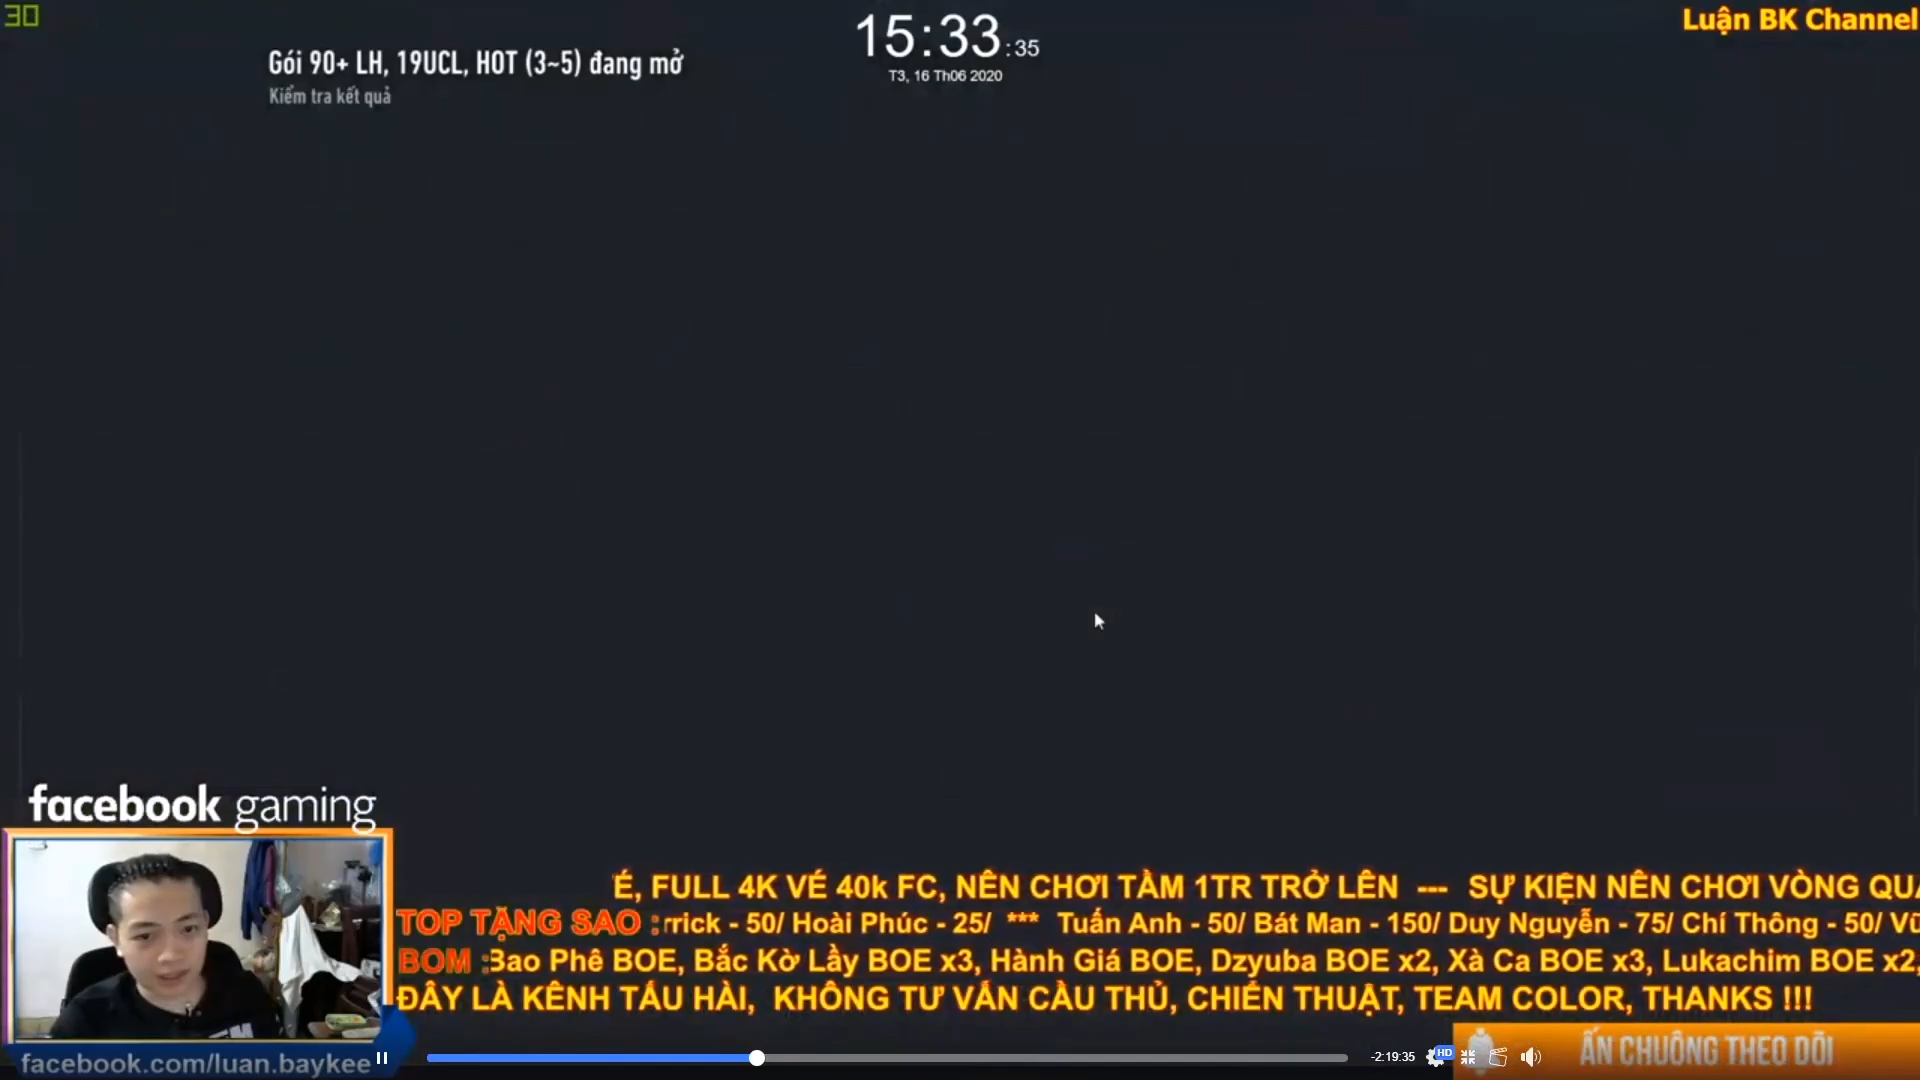 30
15:33:35
T3, 16 Th06 2020
Luận BK Channel
Gói 90+ LH, 19UCL, HOT (3~5) đang mở
Kiểm tra kết quả
facebook gaming
É, FULL 4K VÉ 40k FC, NÊN CHƠI TẦM 1TR TRỞ LÊN --- SỰ KIỆN NÊN CHƠI VÒNG QUA
TOP TẶNG SAO : rrick - 50/ Hoài Phúc - 25/ *** Tuấn Anh - 50/ Bát Man - 150/ Duy Nguyễn - 75/ Chí Thông - 50/ Vũ
BOM : Bao Phê BOE, Bắc Kờ Lầy BOE x3, Hành Giá BOE, Dzyuba BOE x2, Xà Ca BOE x3, Lukachim BOE x2,
ĐÂY LÀ KÊNH TẤU HÀI, KHÔNG TƯ VẤN CẦU THỦ, CHIẾN THUẬT, TEAM COLOR, THANKS !!!
facebook.com/luan.baykee
-2:19:35
HD
ẤN CHUÔNG THEO DÕI